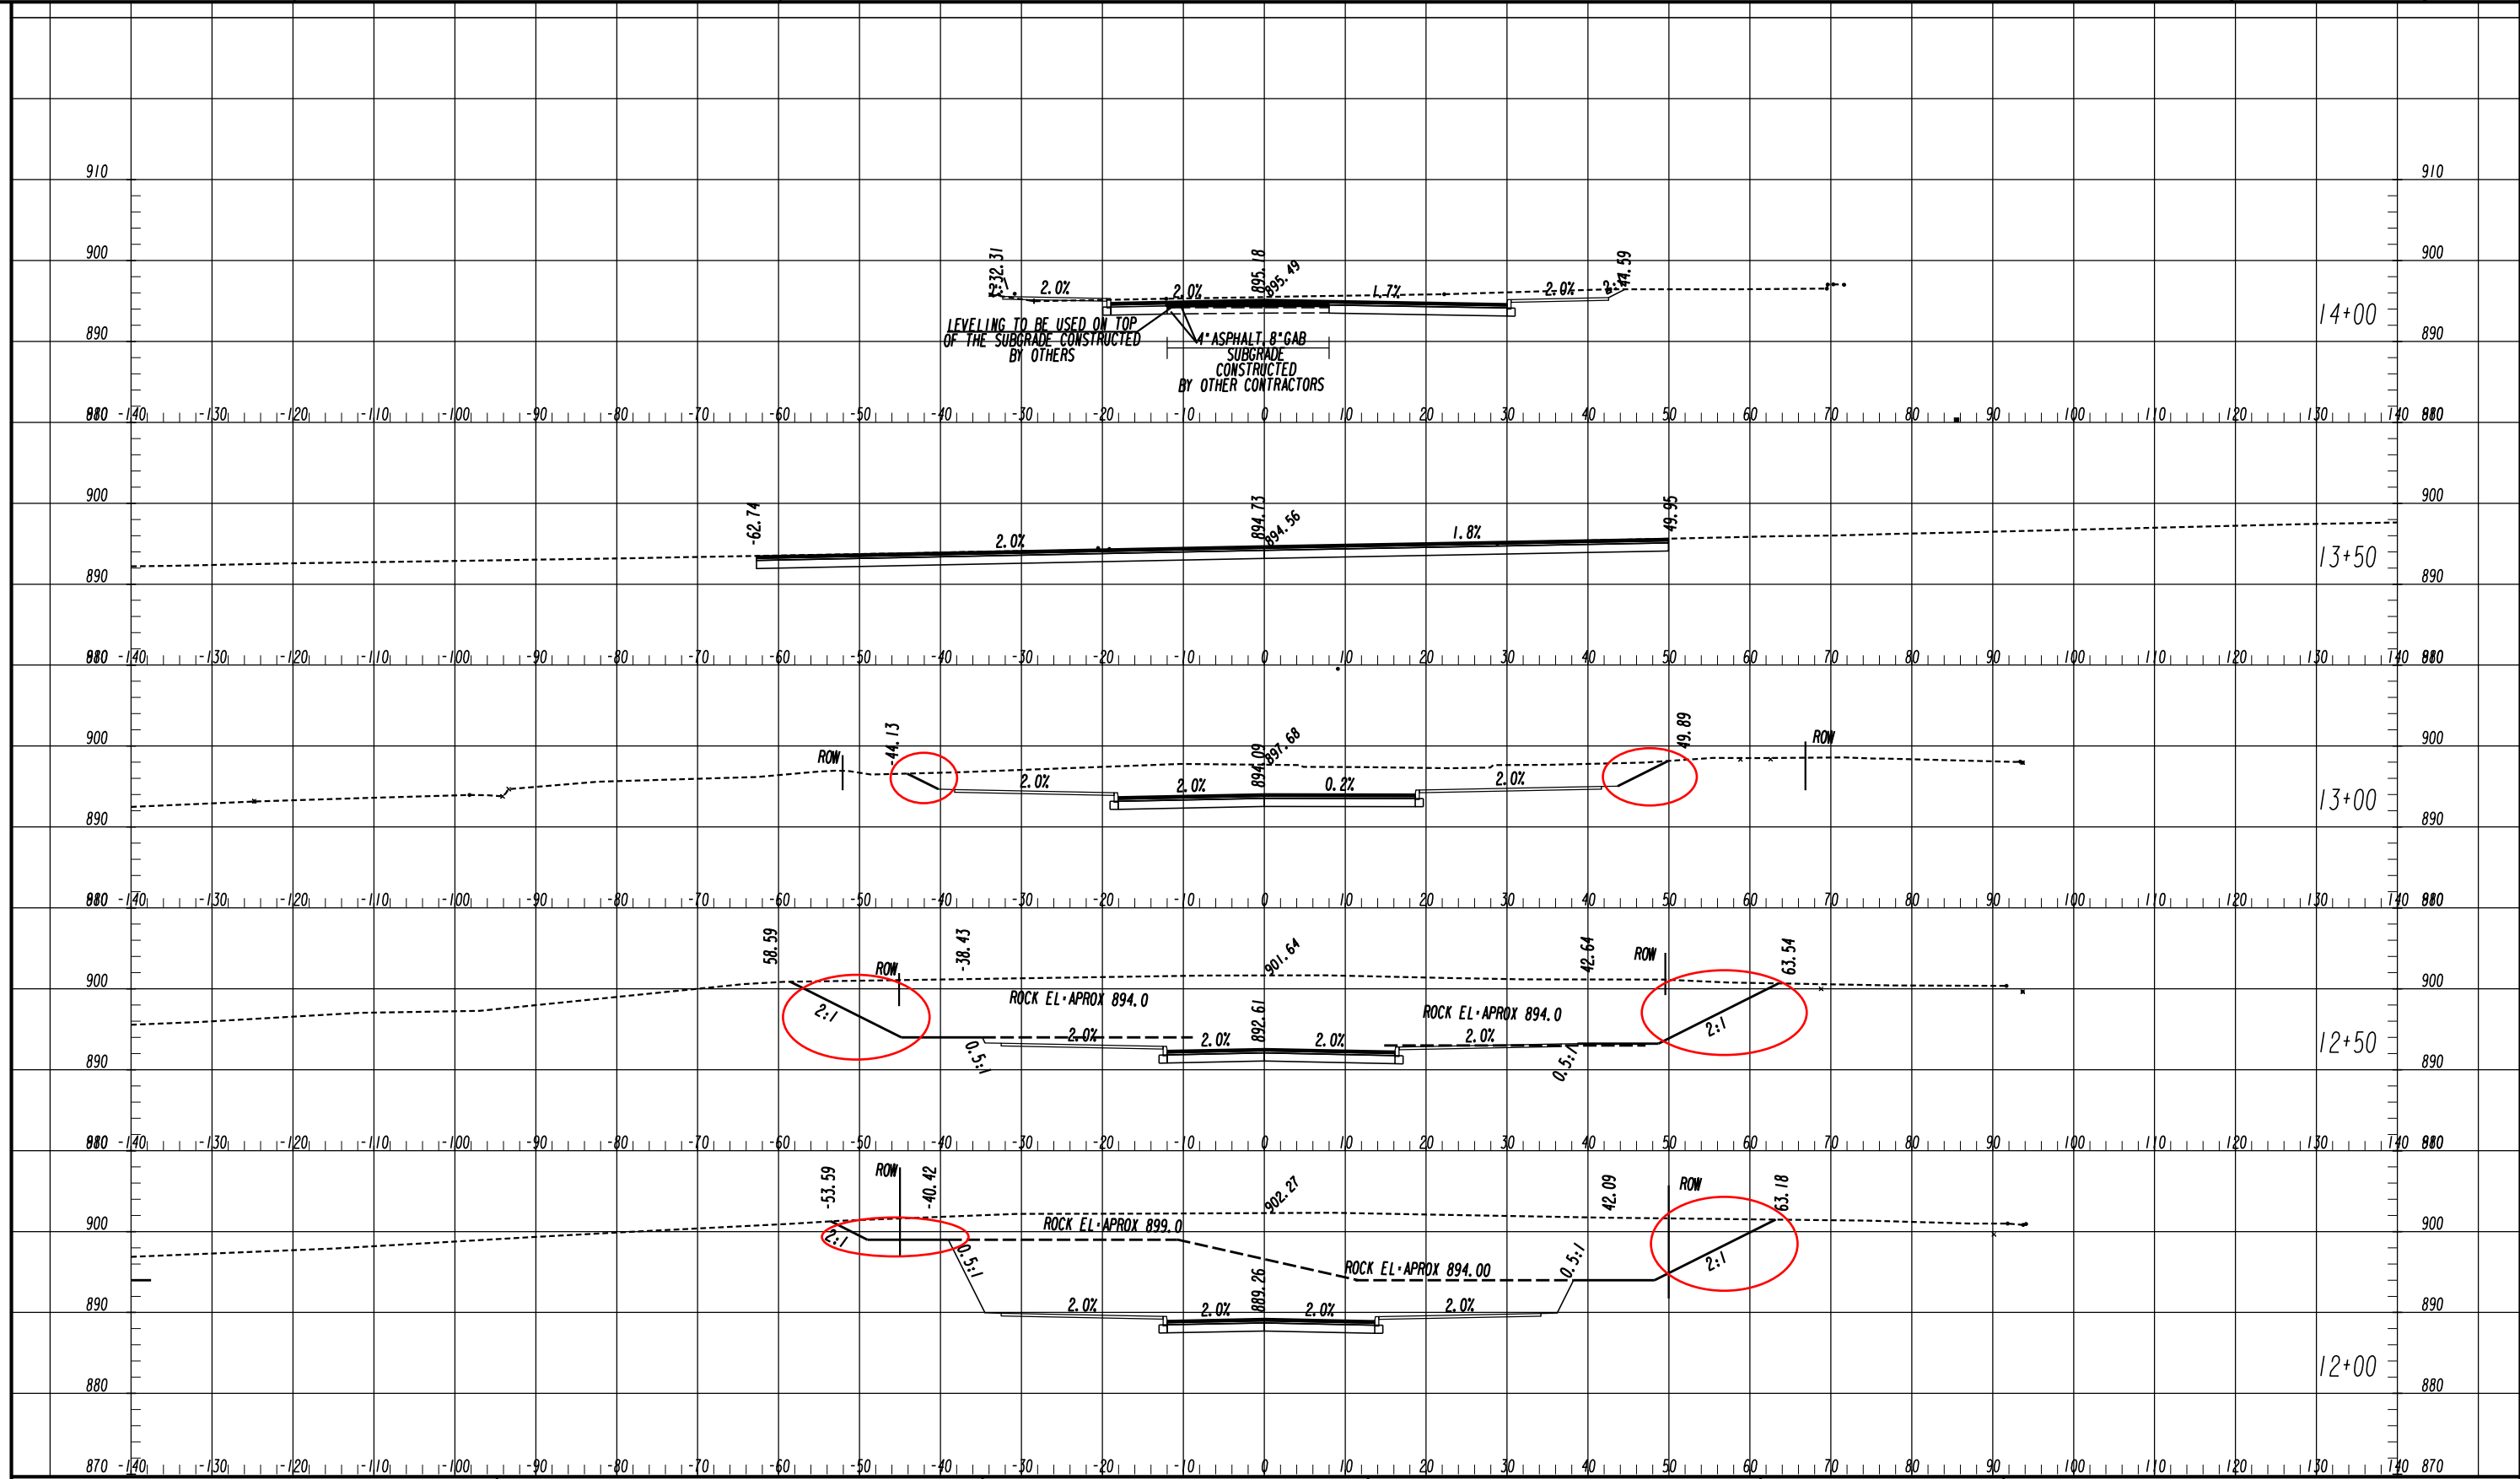 910 910
900 900
-32.31 895.18 895.49 44.59
2:1 2.0% 2.0% 1.7% 2.0% 2:1
LEVELING TO BE USED ON TOP
OF THE SUBGRADE CONSTRUCTED
BY OTHERS
4" ASPHALT, 8" GAB
SUBGRADE
CONSTRUCTED
BY OTHER CONTRACTORS
14+00
890 890
880 -140 -130 -120 -110 -100 -90 -80 -70 -60 -50 -40 -30 -20 -10 0 10 20 30 40 50 60 70 80 90 100 110 120 130 140 880
900 900
-62.74 894.73 894.56 49.95
2.0% 1.8%
13+50
890 890
-140 -130 -120 -110 -100 -90 -80 -70 -60 -50 -40 -30 -20 -10 0 10 20 30 40 50 60 70 80 90 100 110 120 130 140
900 900
ROW -44.13 894.09 897.68 49.89 ROW
2.0% 2.0% 0.2% 2.0%
13+00
890 890
-140 -130 -120 -110 -100 -90 -80 -70 -60 -50 -40 -30 -20 -10 0 10 20 30 40 50 60 70 80 90 100 110 120 130 140
58.59 ROW -38.43 901.64 42.64 ROW 63.54
900 900
ROCK EL=APROX 894.0
892.61
ROCK EL=APROX 894.0
2:1 0.5:1 2.0% 2.0% 2.0% 2.0% 0.5:1 2:1
12+50
890 890
-140 -130 -120 -110 -100 -90 -80 -70 -60 -50 -40 -30 -20 -10 0 10 20 30 40 50 60 70 80 90 100 110 120 130 140
-53.59 ROW -40.42 902.27 42.09 ROW 63.18
900 900
ROCK EL=APROX 899.0
2:1 0.5:1 889.26
ROCK EL=APROX 894.00
0.5:1 2:1
890 890
2.0% 2.0% 2.0% 2.0%
12+00
880 880
870 -140 -130 -120 -110 -100 -90 -80 -70 -60 -50 -40 -30 -20 -10 0 10 20 30 40 50 60 70 80 90 100 110 120 130 140 870